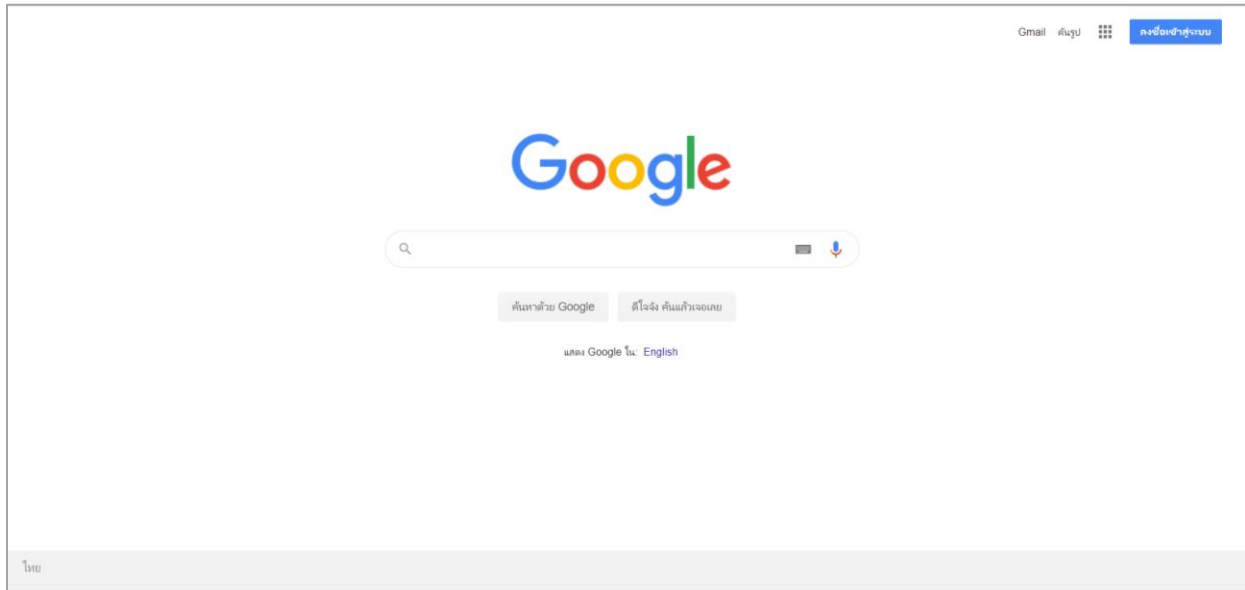 Gmail ค้นรูป ลงชื่อเข้าสู่ระบบ
Google
ค้นหาด้วย Google ดีใจจัง ค้นแล้วเจอเลย
แสดง Google ใน: English
ไทย